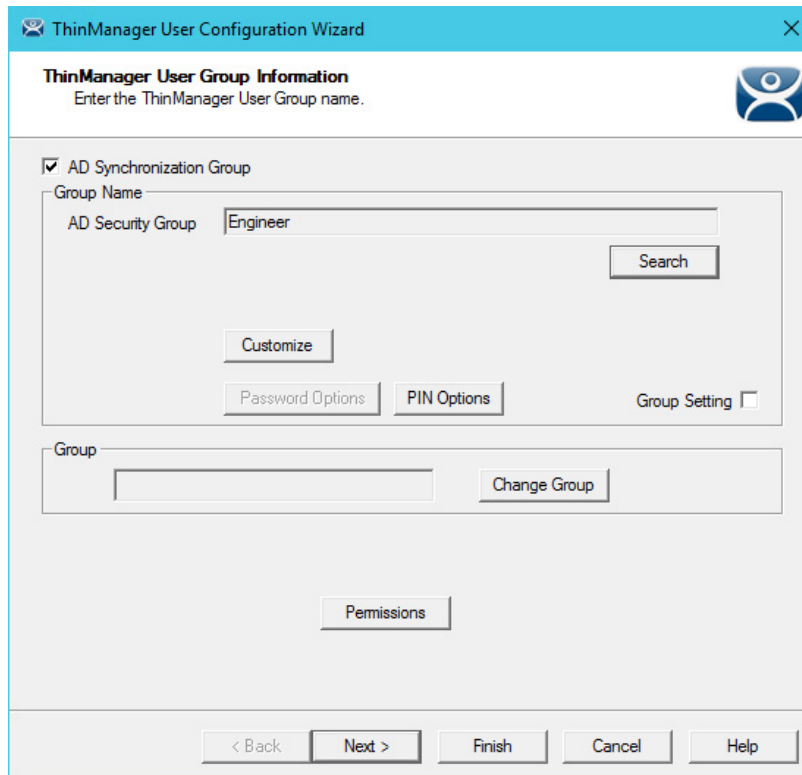 ThinManager User Configuration Wizard
ThinManager User Group Information
Enter the ThinManager User Group name.
AD Synchronization Group
Group Name
AD Security Group Engineer
Search
Customize
Password Options PIN Options Group Setting
Group
Change Group
Permissions
< Back Next > Finish Cancel Help